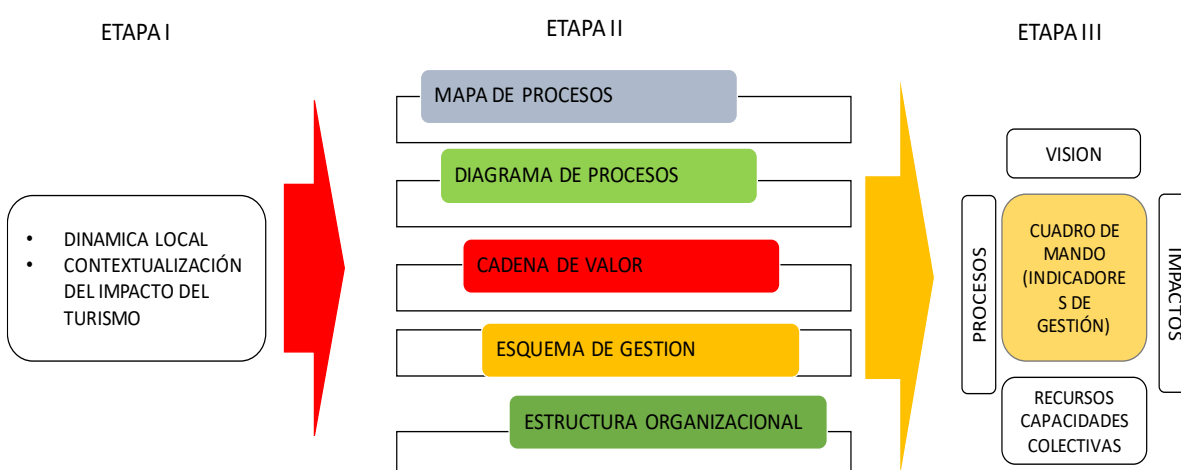 ETAPA I
ETAPA II
ETAPA III
• DINAMICA LOCAL
• CONTEXTUALIZACIÓN
DEL IMPACTO DEL
TURISMO
MAPA DE PROCESOS
DIAGRAMA DE PROCESOS
CADENA DE VALOR
ESQUEMA DE GESTION
ESTRUCTURA ORGANIZACIONAL
VISION
PROCESOS
CUADRO DE
MANDO
(INDICADORE
S DE
GESTIÓN)
IMPACTOS
RECURSOS
CAPACIDADES
COLECTIVAS